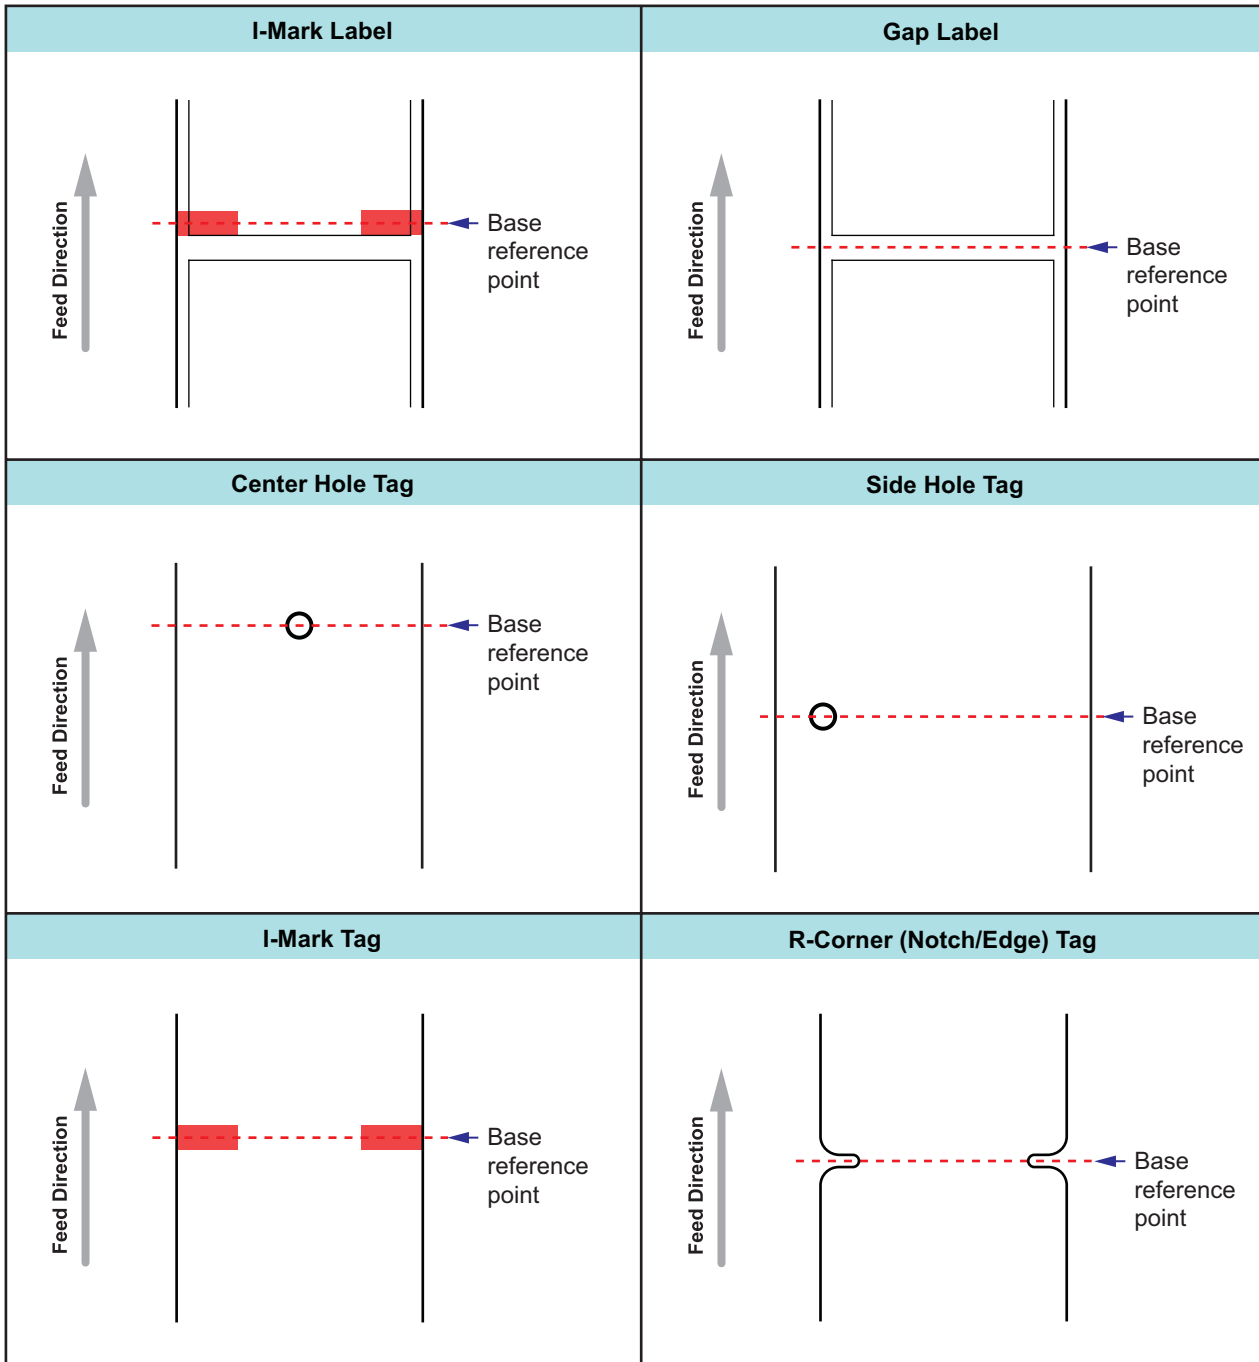 I-Mark Label
Feed Direction
Base
reference
point
Gap Label
Feed Direction
Base
reference
point
Center Hole Tag
Feed Direction
Base
reference
point
Side Hole Tag
Feed Direction
Base
reference
point
I-Mark Tag
Feed Direction
Base
reference
point
R-Corner (Notch/Edge) Tag
Feed Direction
Base
reference
point